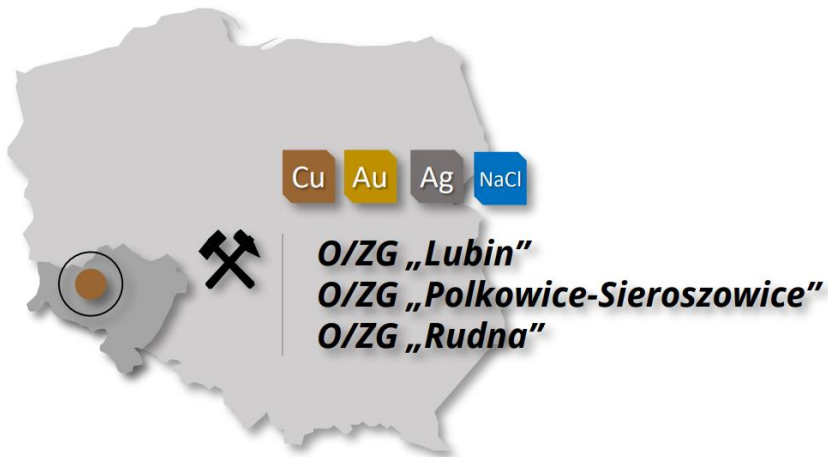 Cu Au Ag NaCl
O/ZG „Lubin”
O/ZG „Polkowice-Sieroszowice”
O/ZG „Rudna”